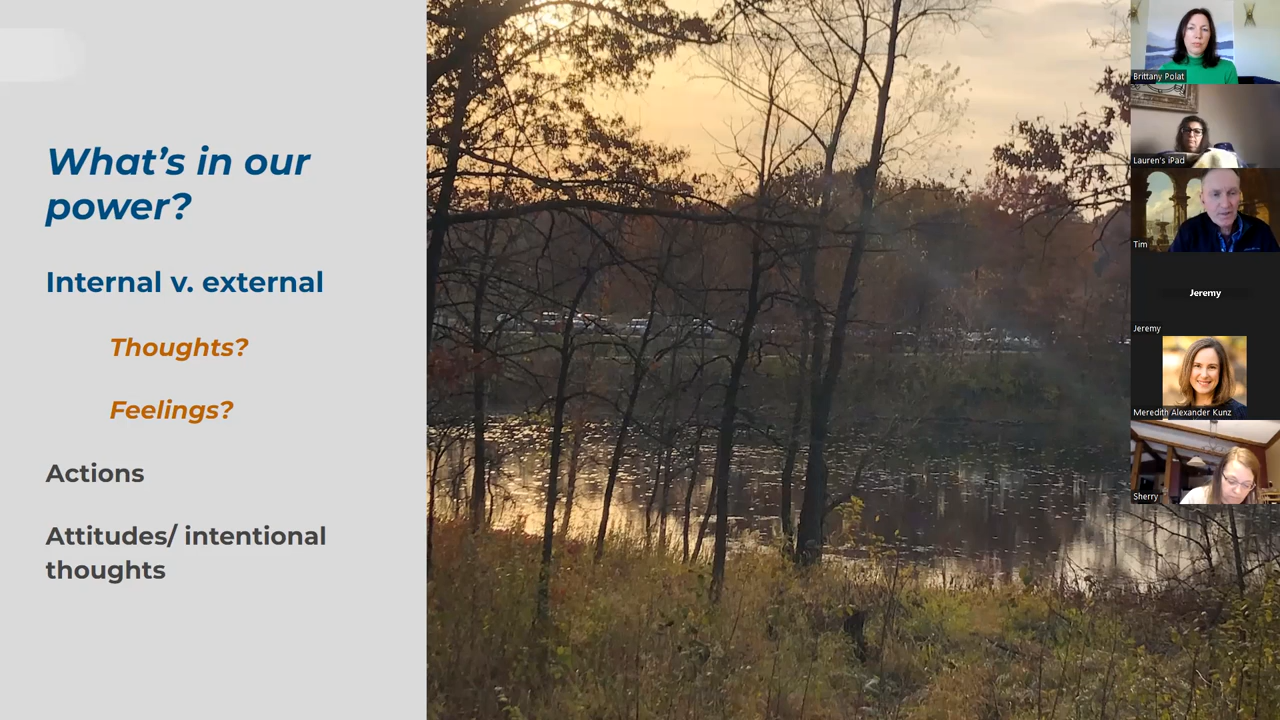 What's in our
power?
Internal v. external
Thoughts?
Feelings?
Actions
Attitudes/ intentional
thoughts
Brittany Polat
Lauren's iPad
Tim
Jeremy
Jeremy
Meredith Alexander Kunz
Sherry